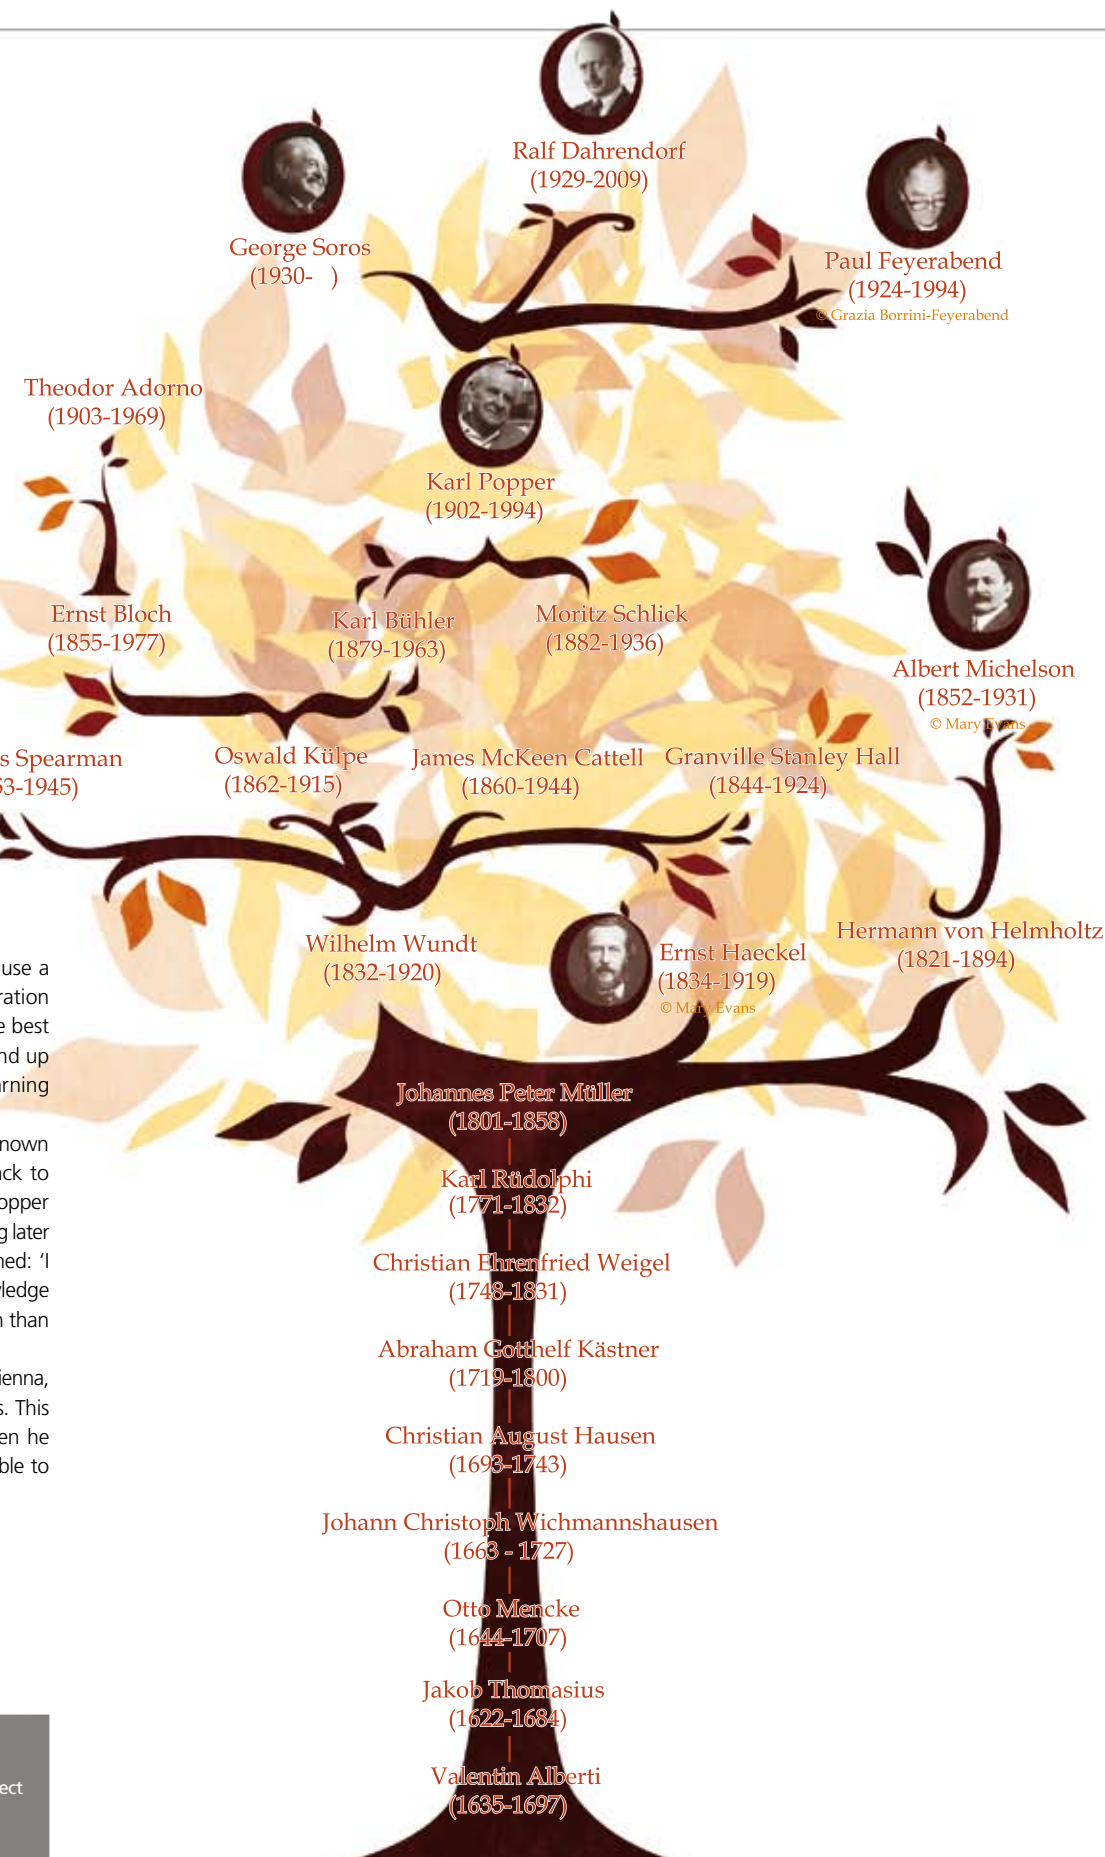 Ralf Dahrendorf
(1929-2009)
George Soros
(1930-   )
Paul Feyerabend
(1924-1994)
© Grazia Borrini-Feyerabend
Theodor Adorno
(1903-1969)
Karl Popper
(1902-1994)
Ernst Bloch
(1855-1977)
Karl Bühler
(1879-1963)
Moritz Schlick
(1882-1936)
Albert Michelson
(1852-1931)
© Mary Evans
s Spearman
53-1945)
Oswald Külpe
(1862-1915)
James McKeen Cattell
(1860-1944)
Granville Stanley Hall
(1844-1924)
Wilhelm Wundt
(1832-1920)
Ernst Haeckel
(1834-1919)
© Mary Evans
Hermann von Helmholtz
(1821-1894)
Johannes Peter Müller
(1801-1858)
Karl Rüdolphi
(1771-1832)
Christian Ehrenfried Weigel
(1748-1831)
Abraham Gotthelf Kästner
(1719-1800)
Christian August Hausen
(1693-1743)
Johann Christoph Wichmannshausen
(1663 - 1727)
Otto Mencke
(1644-1707)
Jakob Thomasius
(1622-1684)
Valentin Alberti
(1635-1697)
use a
ration
e best
nd up
arning
nown
ack to
opper
g later
ned: ‘I
ledge
n than
ienna,
s. This
en he
ble to
ect